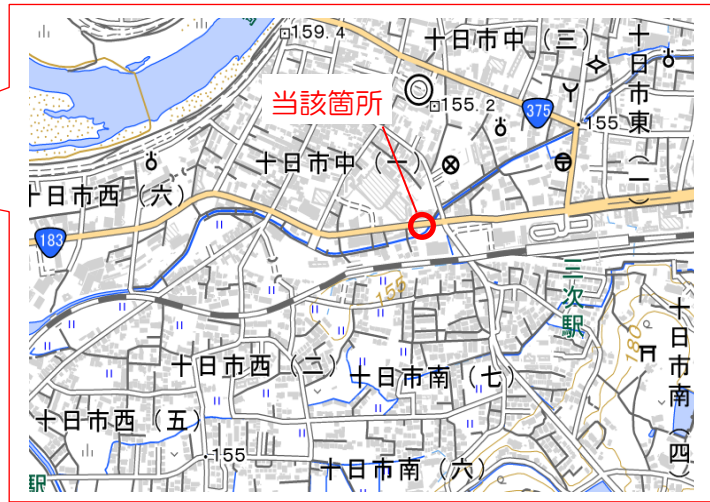 159.4
十日市中(三)
当該箇所
155.2
375
155
十日市東(一)
十日市中(一)
十日市西(六)
183
三次駅
155
180
十日市西(二)
十日市南(七)
十日市南(四)
十日市西(五)
155
十日市南(六)
駅